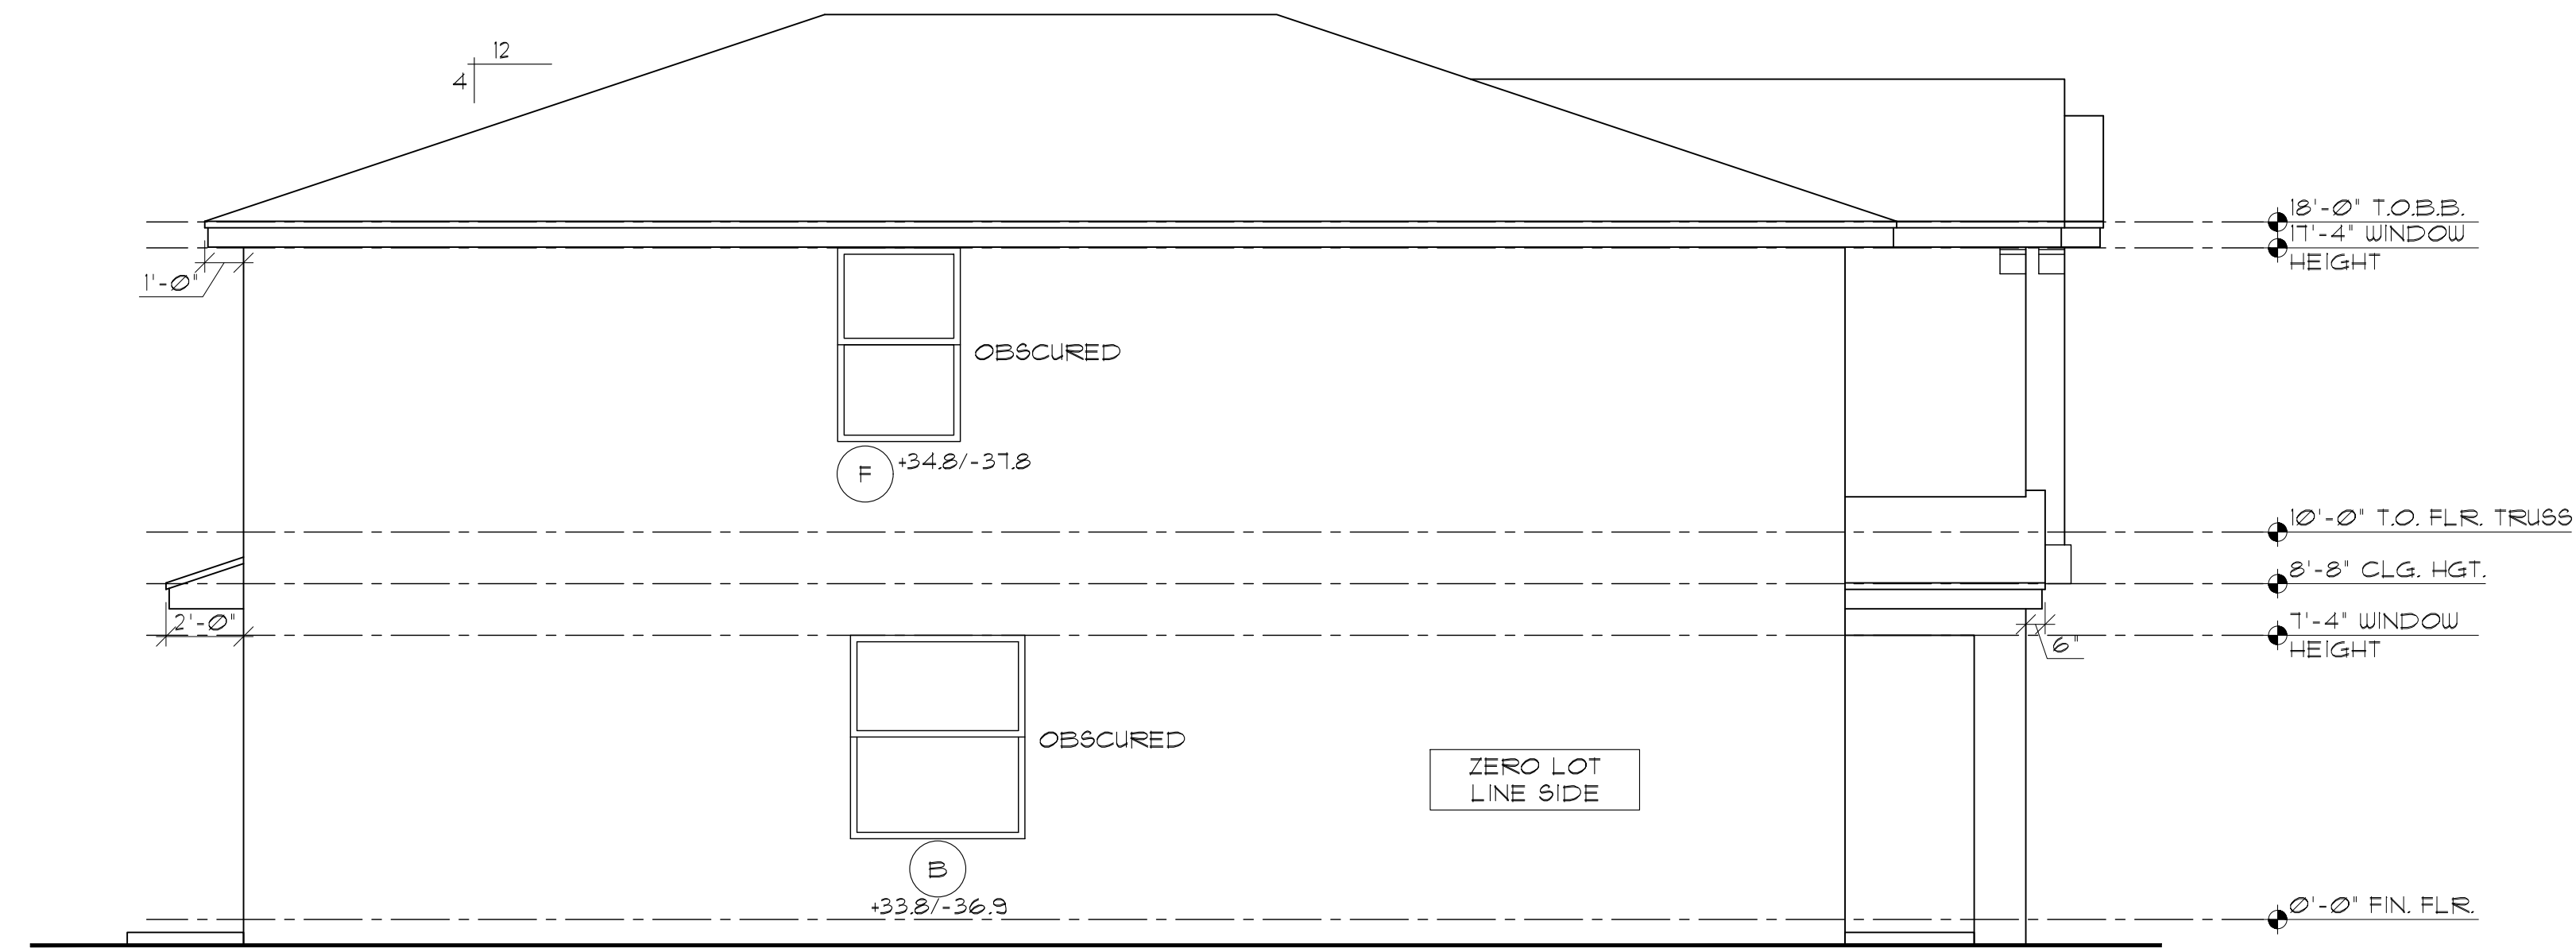 12
4
18'-0" T.O.B.B.
17'-4" WINDOW
HEIGHT
1'-0"
OBSCURED
F
+34.8/-37.8
10'-0" T.O. FLR. TRUSS
8'-8" CLG. HGT.
2'-0"
7'-4" WINDOW
HEIGHT
6"
OBSCURED
ZERO LOT
LINE SIDE
B
+33.8/-36.9
0'-0" FIN. FLR.